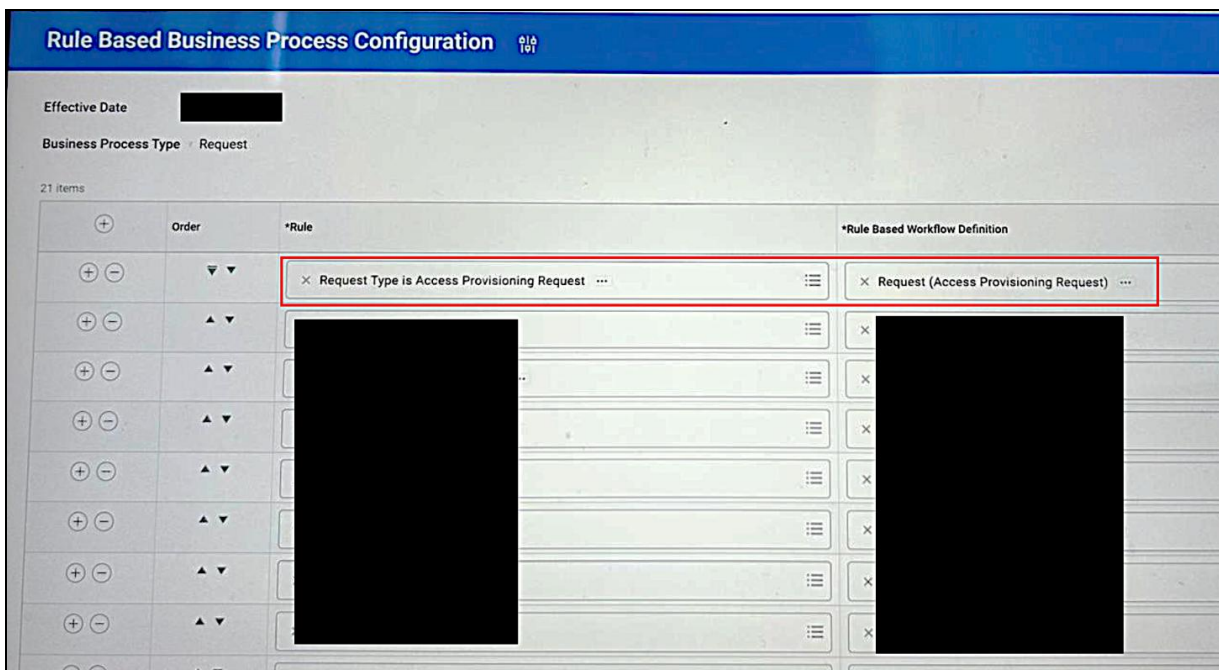 Rule Based Business Process Configuration
Effective Date
Business Process Type Request
21 items
Order *Rule *Rule Based Workflow Definition
Request Type is Access Provisioning Request ... Request (Access Provisioning Request) ...